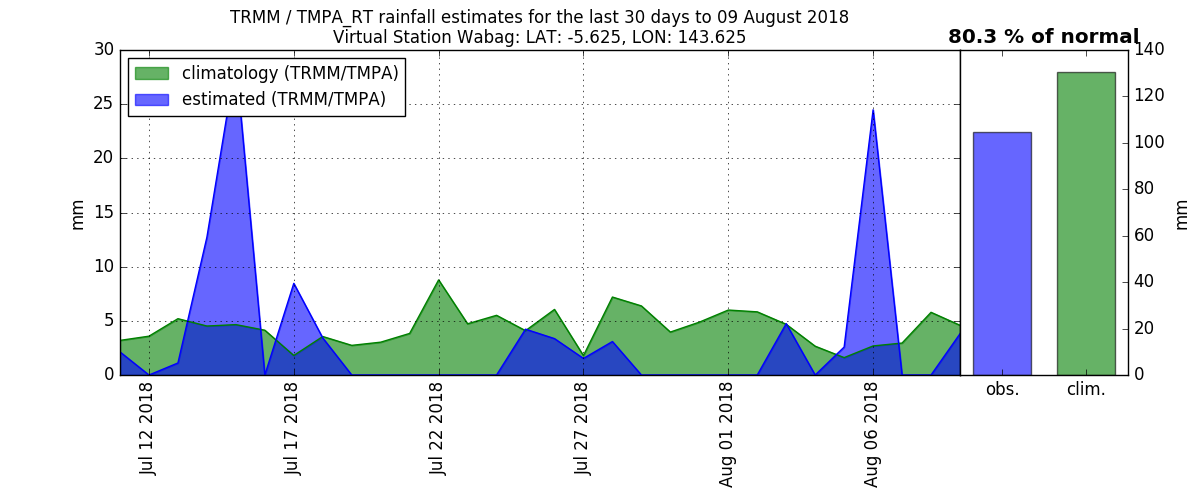 TRMM / TMPA_RT rainfall estimates for the last 30 days to 09 August 2018
Virtual Station Wabag: LAT: -5.625, LON: 143.625
80.3 % of normal
climatology (TRMM/TMPA)
estimated (TRMM/TMPA)
mm
30
25
20
15
10
5
0
Jul 12 2018
Jul 17 2018
Jul 22 2018
Jul 27 2018
Aug 01 2018
Aug 06 2018
140
120
100
80
60
40
20
0
mm
obs.
clim.